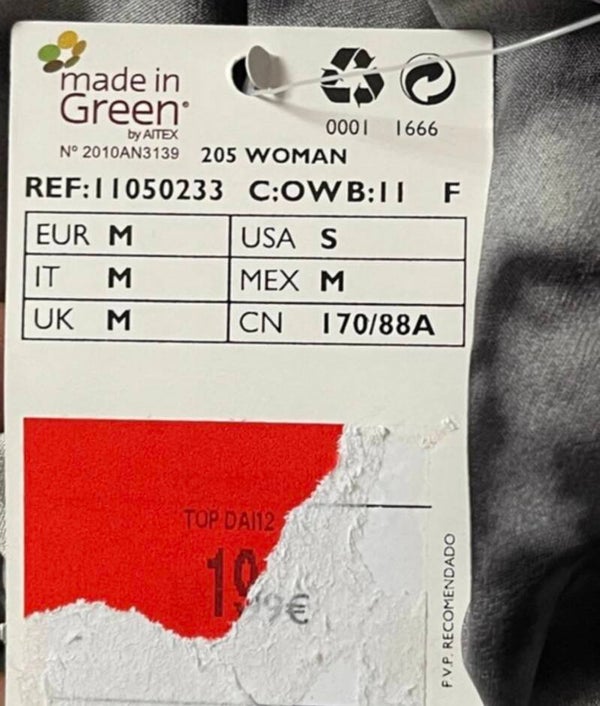 made in
Green®
by AITEX
Nº 2010AN3139
0001 1666
205 WOMAN
REF:11050233 C:OWB:11 F
EUR M USA S
IT M MEX M
UK M CN 170/88A
TOP DAI12
P.V.P. RECOMENDADO